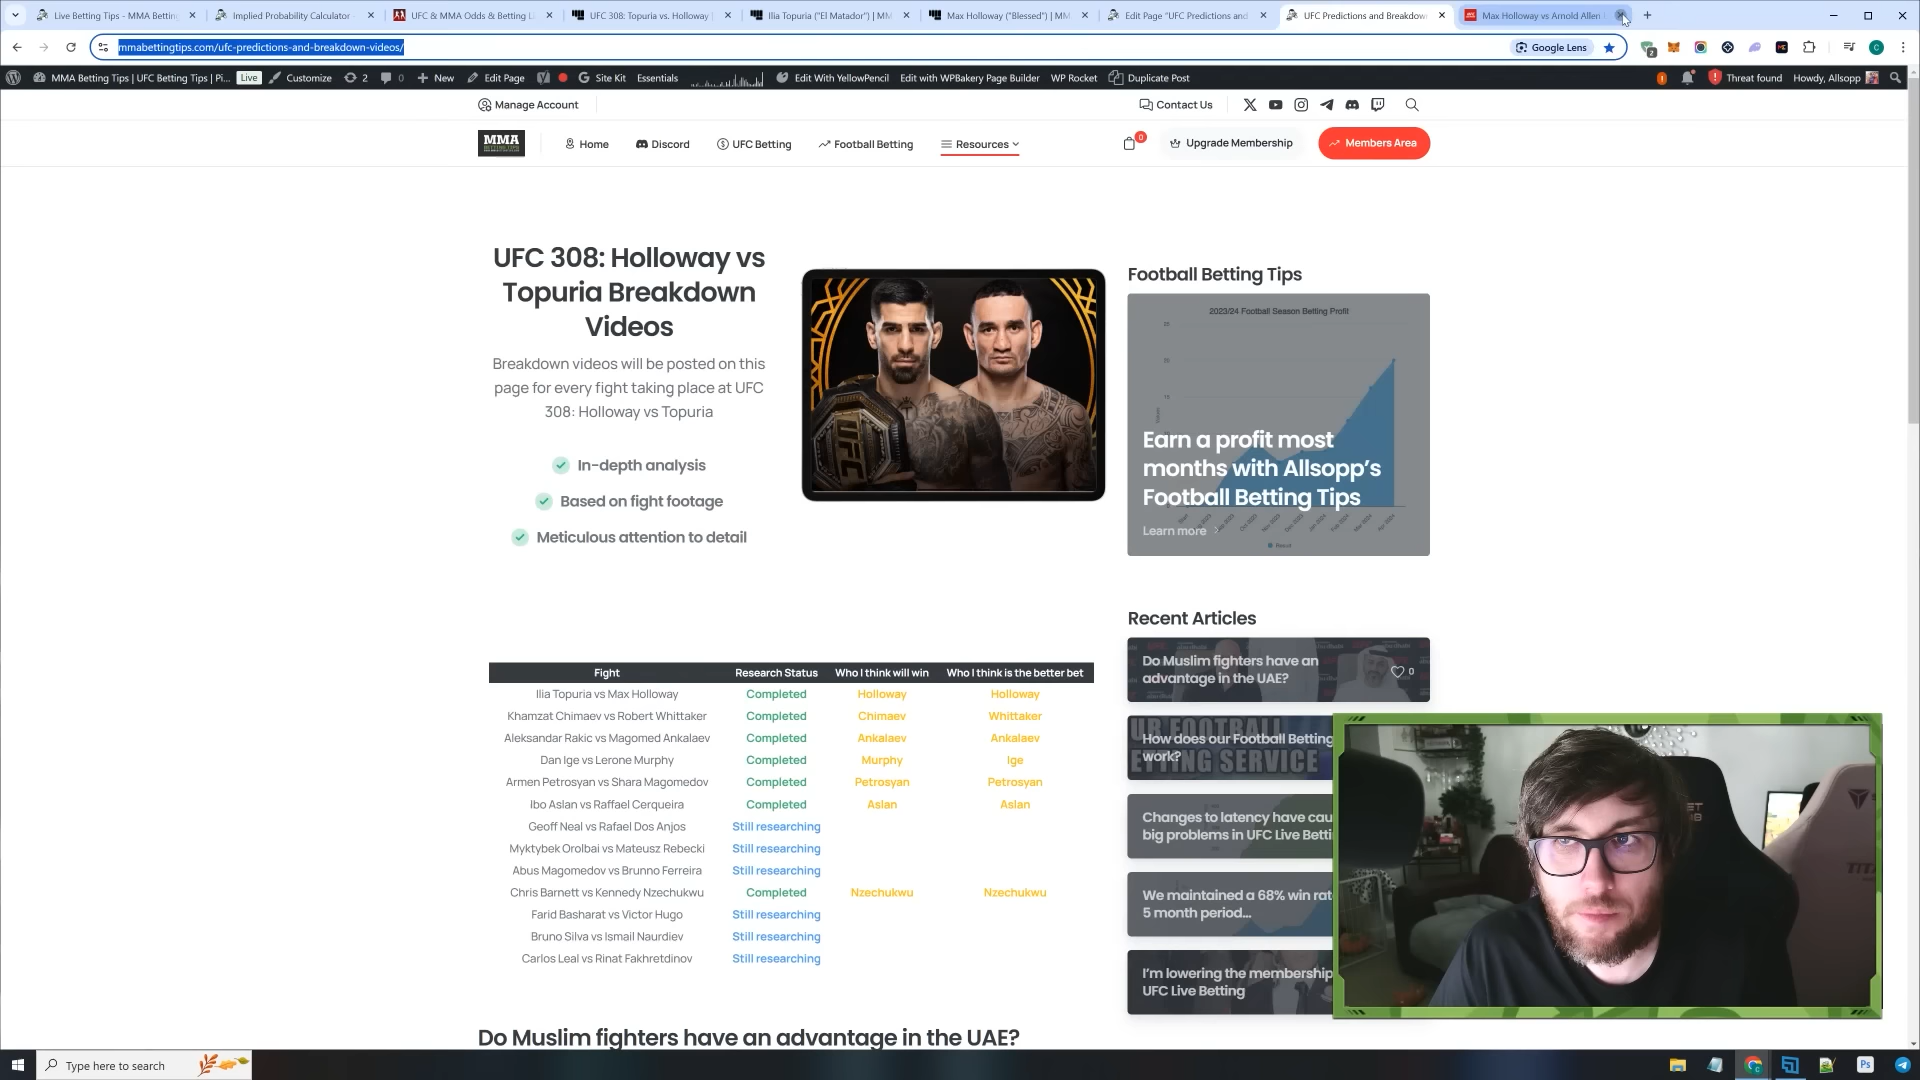 Live Betting Tips - MMA Betting
Implied Probability Calculator -
UFC & MMA Odds & Betting Li
UFC 308: Topuria vs. Holloway
Ilia Topuria ("El Matador") | MM
Max Holloway ("Blessed") | MM
Edit Page "UFC Predictions and
UFC Predictions and Breakdown
Max Holloway vs Arnold Allen
mmabettingtips.com/ufc-predictions-and-breakdown-videos/
Google Lens
MMA Betting Tips | UFC Betting Tips | Pi... Live Customize 2 0 New Edit Page Site Kit Essentials Edit With YellowPencil Edit with WPBakery Page Builder WP Rocket Duplicate Post Threat found Howdy, Allsopp
Manage Account
Contact Us
MMA
BETTING TIPS
Home Discord UFC Betting Football Betting Resources
0 Upgrade Membership Members Area
UFC 308: Holloway vs
Topuria Breakdown
Videos
Breakdown videos will be posted on this
page for every fight taking place at UFC
308: Holloway vs Topuria
In-depth analysis
Based on fight footage
Meticulous attention to detail
UFC
Football Betting Tips
2023/24 Football Season Betting Profit
Earn a profit most
months with Allsopp's
Football Betting Tips
Learn more
Result
Fight Research Status Who I think will win Who I think is the better bet
Ilia Topuria vs Max Holloway Completed Holloway Holloway
Khamzat Chimaev vs Robert Whittaker Completed Chimaev Whittaker
Aleksandar Rakic vs Magomed Ankalaev Completed Ankalaev Ankalaev
Dan Ige vs Lerone Murphy Completed Murphy Ige
Armen Petrosyan vs Shara Magomedov Completed Petrosyan Petrosyan
Ibo Aslan vs Raffael Cerqueira Completed Aslan Aslan
Geoff Neal vs Rafael Dos Anjos Still researching
Myktybek Orolbai vs Mateusz Rebecki Still researching
Abus Magomedov vs Brunno Ferreira Still researching
Chris Barnett vs Kennedy Nzechukwu Completed Nzechukwu Nzechukwu
Farid Basharat vs Victor Hugo Still researching
Bruno Silva vs Ismail Naurdiev Still researching
Carlos Leal vs Rinat Fakhretdinov Still researching
Do Muslim fighters have an advantage in the UAE?
Recent Articles
Do Muslim fighters have an
advantage in the UAE?
0
How does our Football Betting
work?
Changes to latency have cau
big problems in UFC Live Betti
We maintained a 68% win rat
5 month period...
I'm lowering the membership
UFC Live Betting
Type here to search